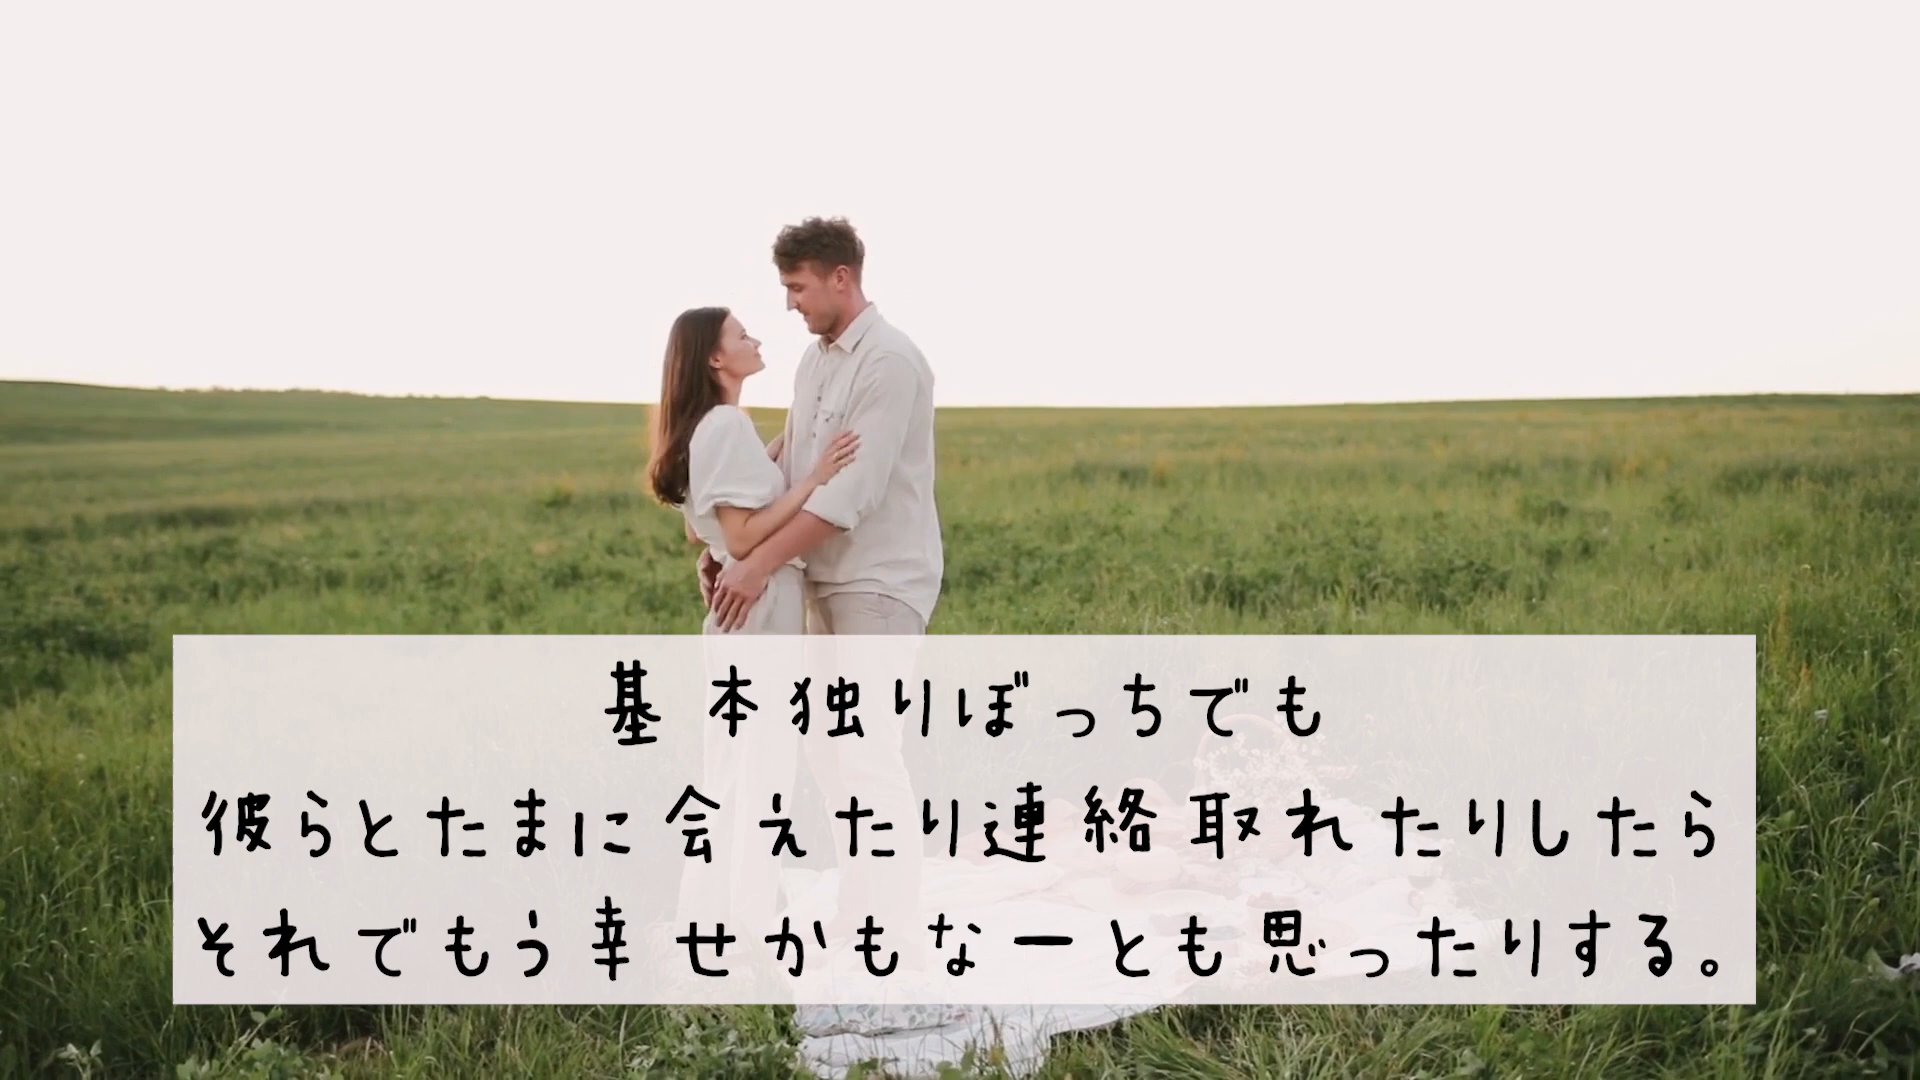 基本独りぼっちでも
彼らとたまに会えたり連絡取れたりしたら
それでもう幸せかもなーとも思ったりする。